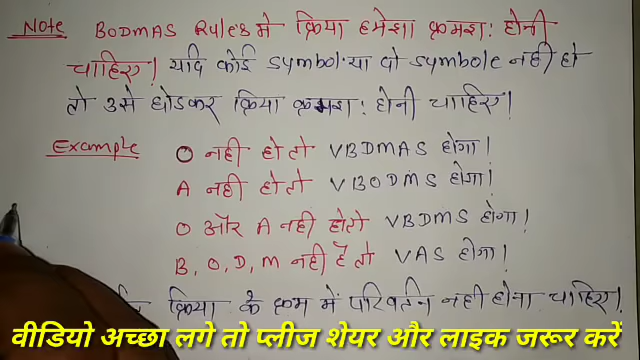 Note BODMAS Rules मे क्रिया हमेशा क्रमशः होनी
चाहिए। यदि कोई symbol या दो symbole नही हो
तो उसे छोडकर क्रिया क्रमशः होनी चाहिए।
Example O नही हो तो VBDMAS होगा।
A नही हो तो VBODMS होगा।
O और A नही होतो VBDMS होगा।
B, O, D, M नही है तो VAS होगा।
क्रिया के क्रम में परिवर्तन नही होना चाहिए।
वीडियो अच्छा लगे तो प्लीज शेयर और लाइक जरूर करें